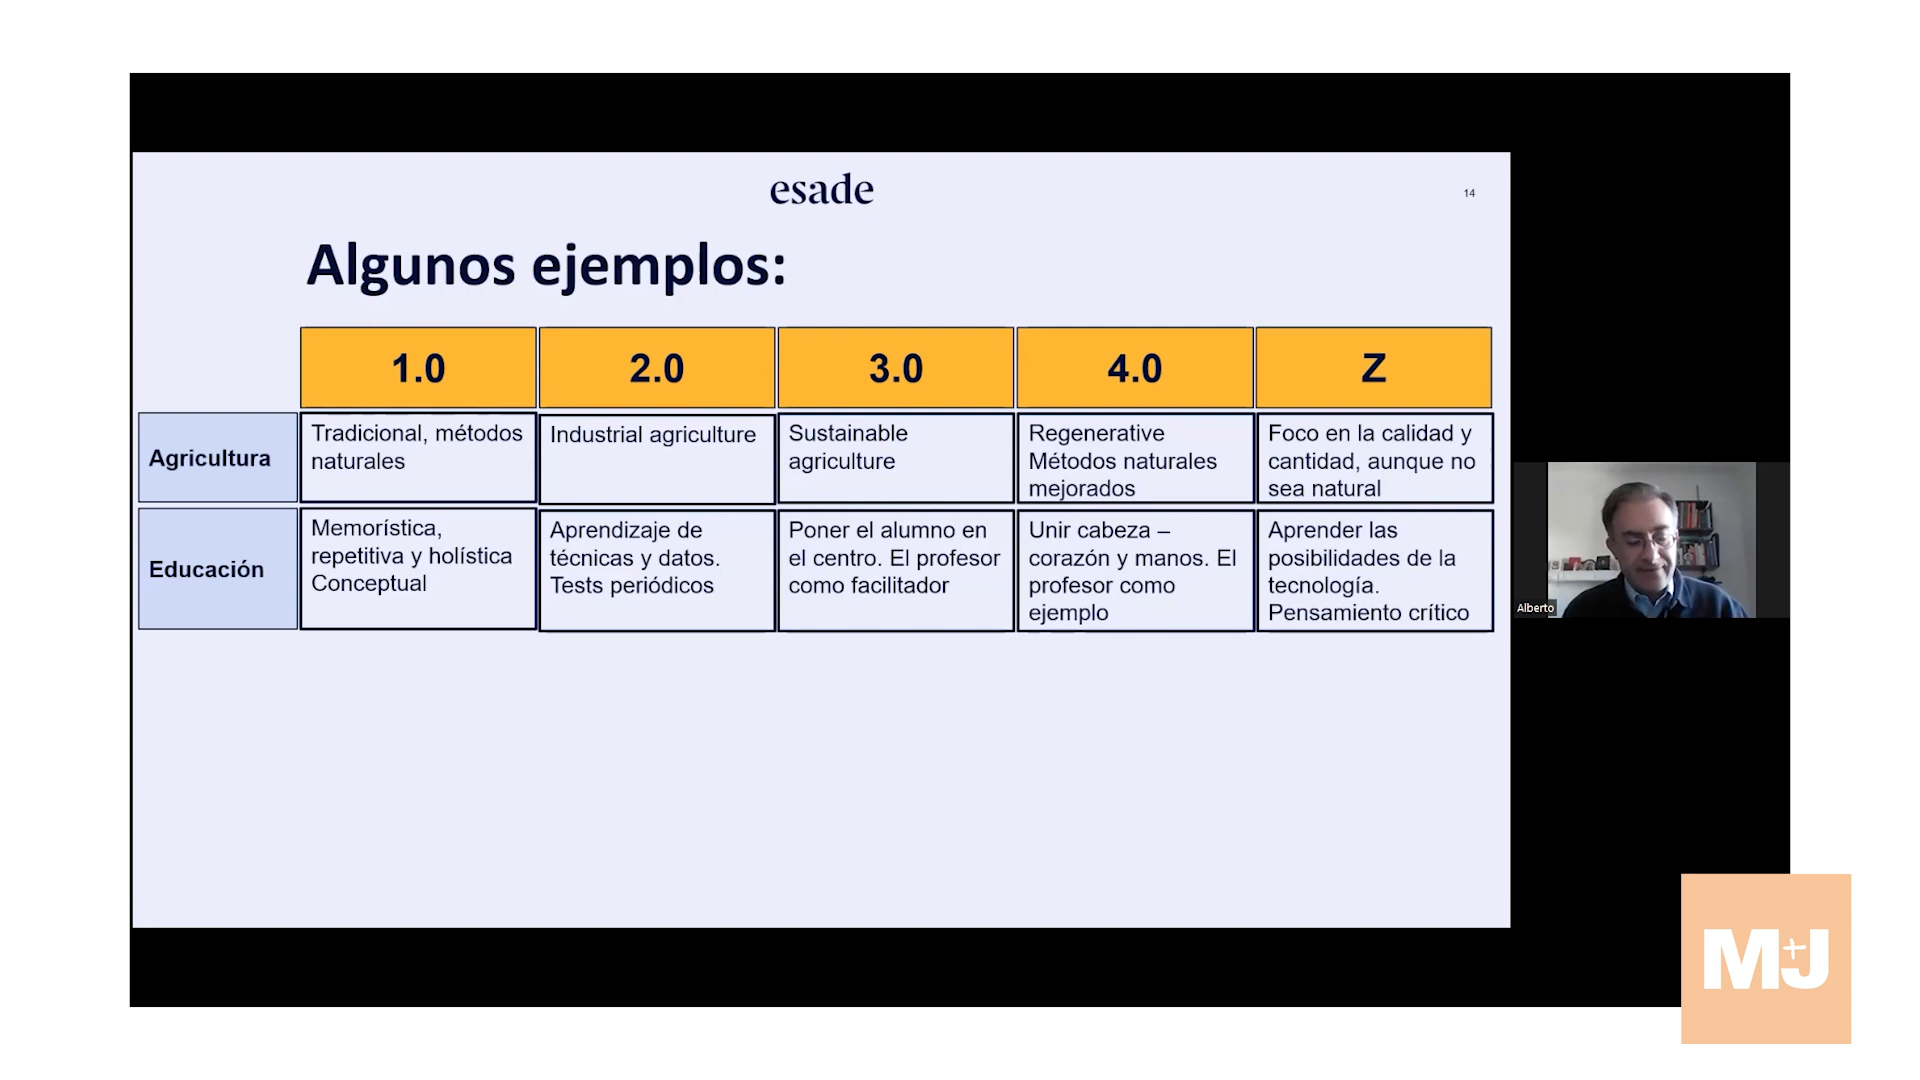 esade
14
Algunos ejemplos:
1.0
2.0
3.0
4.0
Z
Agricultura
Tradicional, métodos
naturales
Industrial agriculture
Sustainable
agriculture
Regenerative
Métodos naturales
mejorados
Foco en la calidad y
cantidad, aunque no
sea natural
Educación
Memorística,
repetitiva y holística
Conceptual
Aprendizaje de
técnicas y datos.
Tests periódicos
Poner el alumno en
el centro. El profesor
como facilitador
Unir cabeza –
corazón y manos. El
profesor como
ejemplo
Aprender las
posibilidades de la
tecnología.
Pensamiento crítico
Alberto
M+J